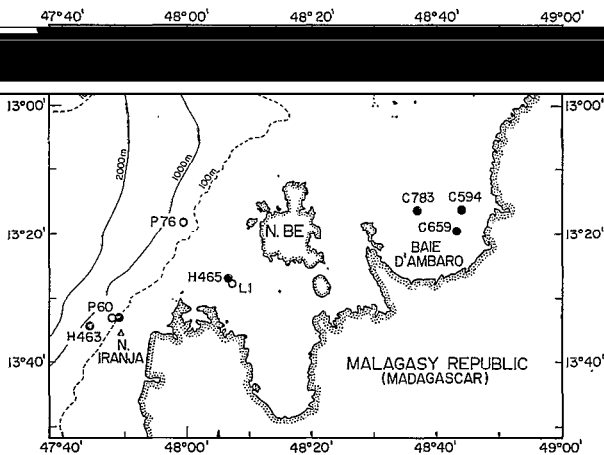 47°40' 48°00' 48°20' 48°40' 49°00'
13°00' 13°00'
2000m 1000m 100m
C783 C594
P76 C659
13°20' N. BE 13°20'
BAIE
D'AMBARO
H465 L1
P60
H463 N.
IRANJA
13°40' MALAGASY REPUBLIC 13°40'
(MADAGASCAR)
47°40' 48°00' 48°20' 48°40' 49°00'